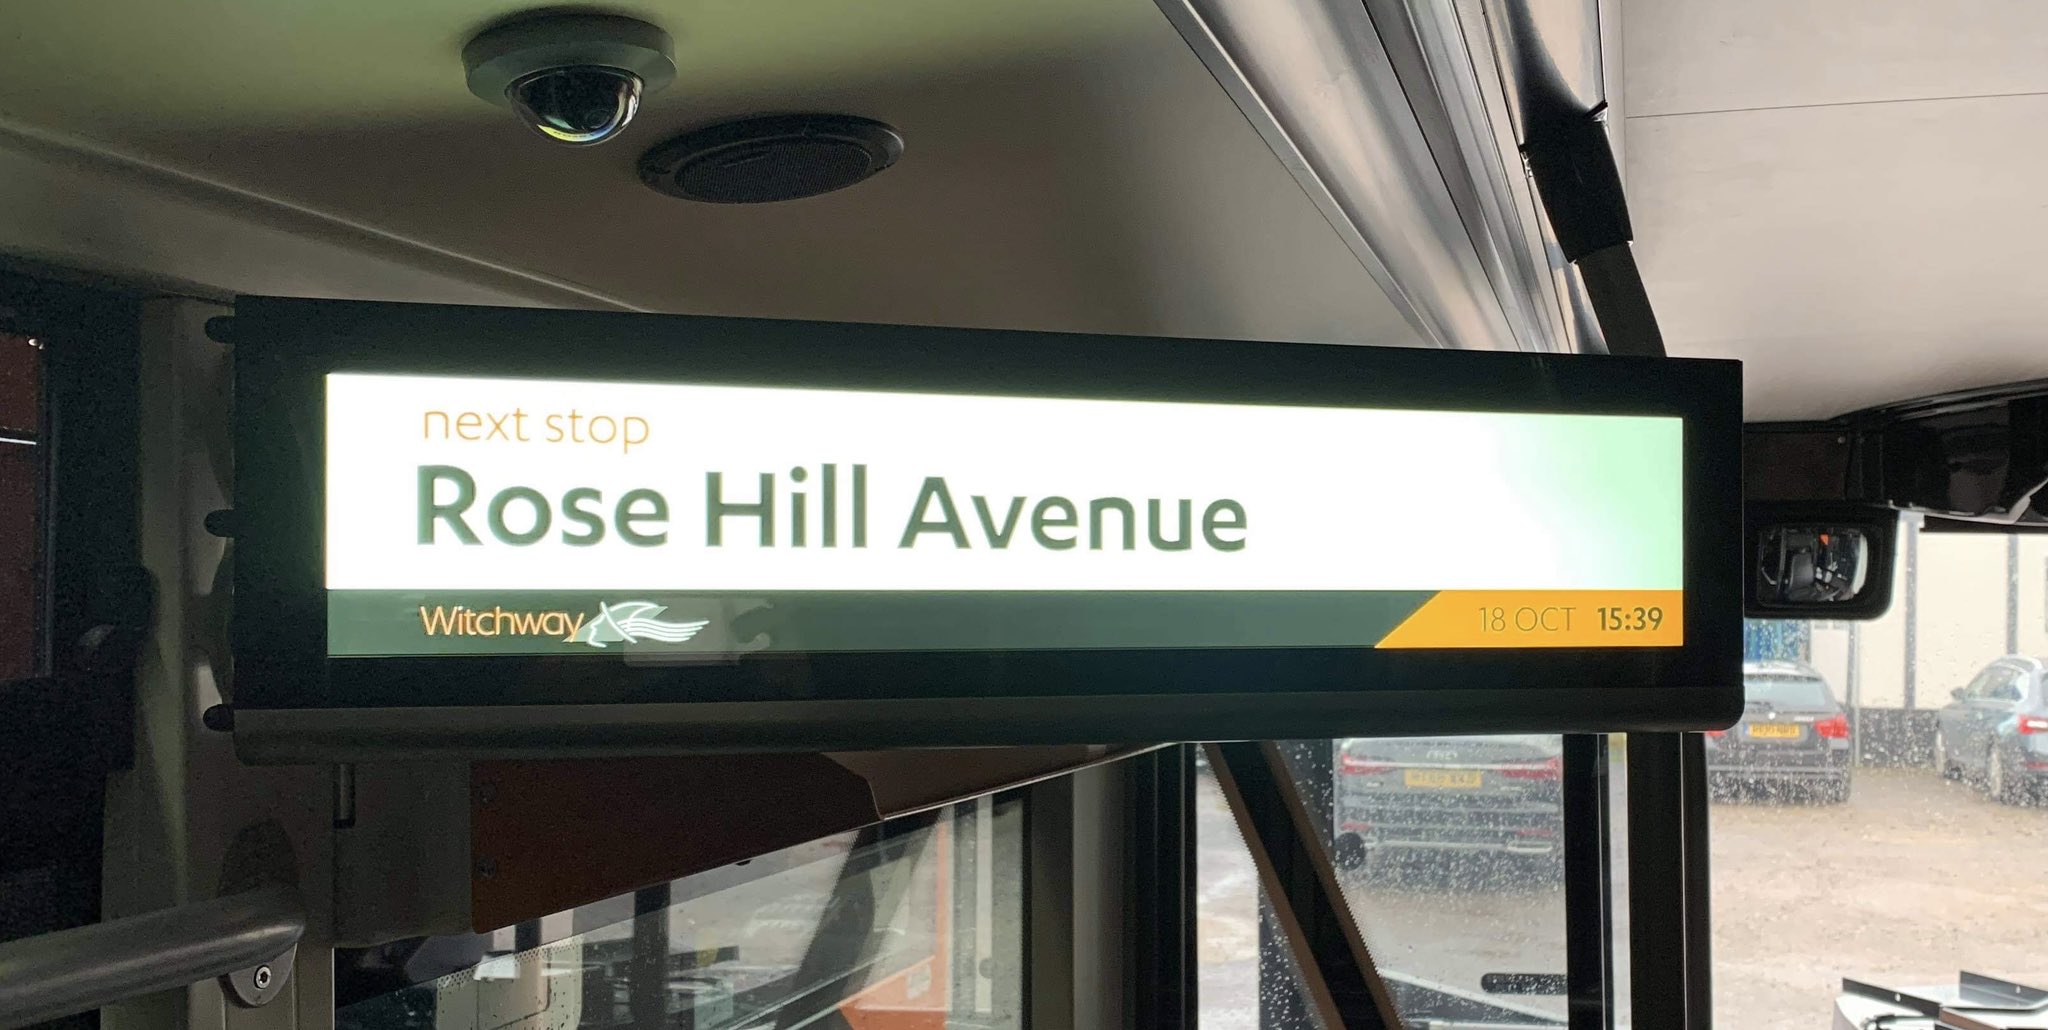 next stop
Rose Hill Avenue
Witchway
18 OCT 15:39